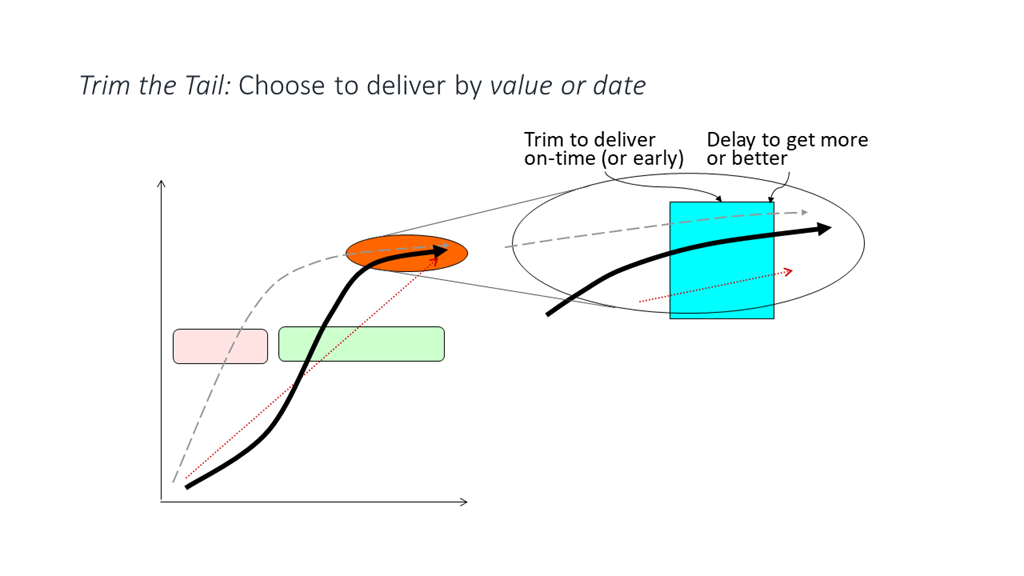 Trim the Tail: Choose to deliver by value or date
Trim to deliver
on-time (or early)
Delay to get more
or better